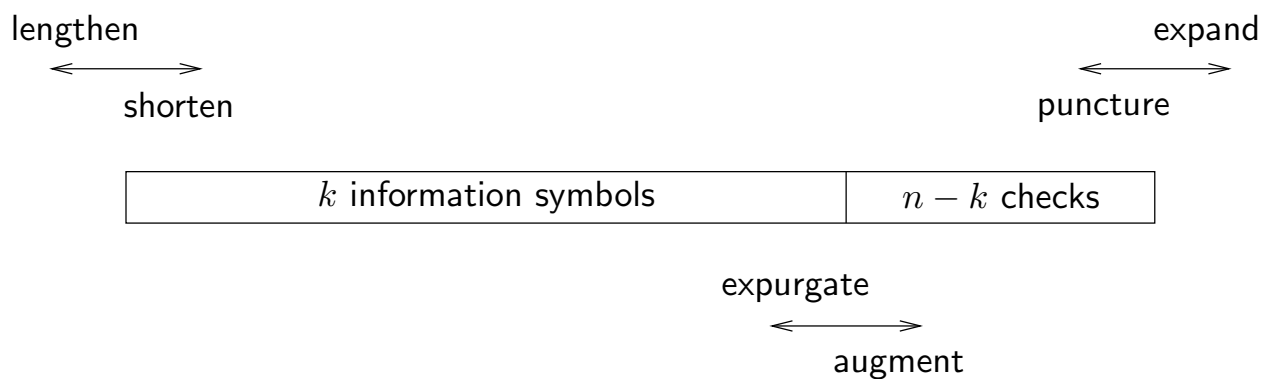 lengthen
expand
shorten
puncture
k information symbols
n − k checks
expurgate
augment